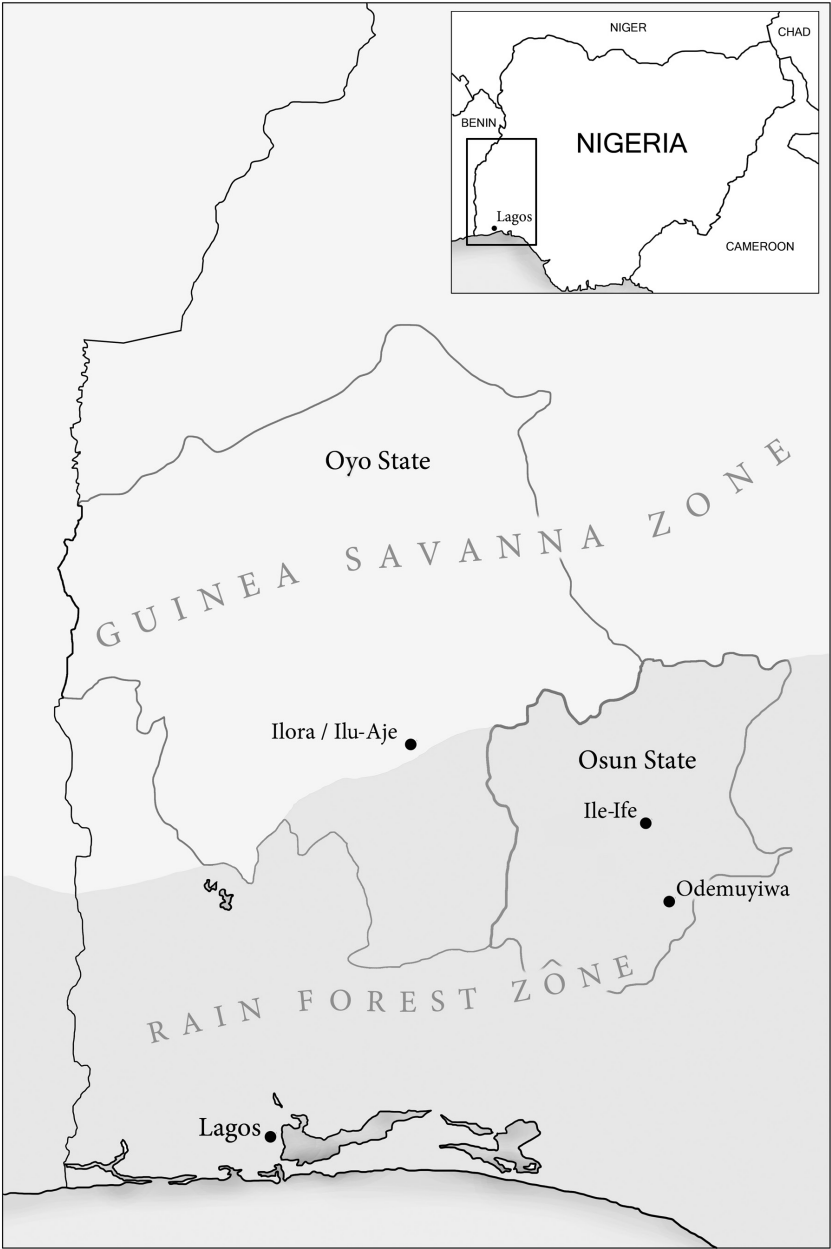 NIGER
CHAD
BENIN
NIGERIA
Lagos
CAMEROON
Oyo State
GUINEA SAVANNA ZONE
Ilora / Ilu-Aje
Osun State
Ile-Ife
Odemuyiwa
RAIN FOREST ZÔNE
Lagos